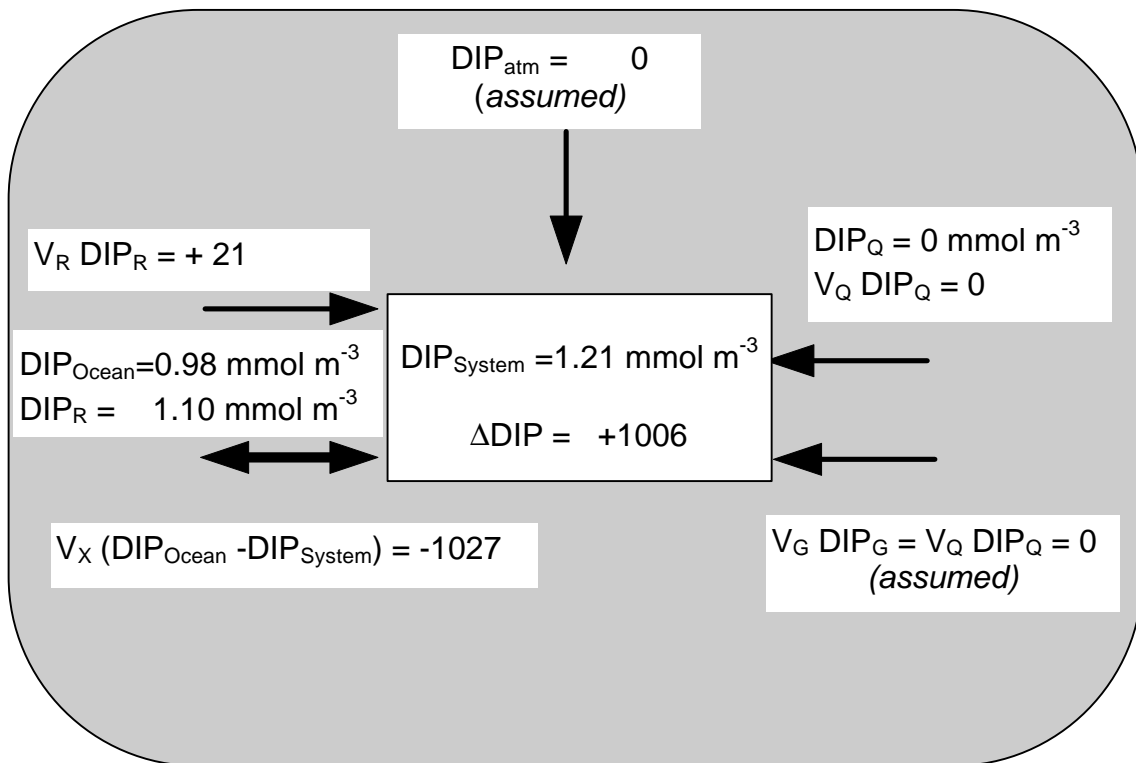 DIPatm = 0
(assumed)
VR DIPR = + 21
DIPQ = 0 mmol m-3
VQ DIPQ = 0
DIPOcean=0.98 mmol m-3
DIPR = 1.10 mmol m-3
DIPSystem =1.21 mmol m-3
ΔDIP = +1006
VX (DIPOcean -DIPSystem) = -1027
VG DIPG = VQ DIPQ = 0
(assumed)